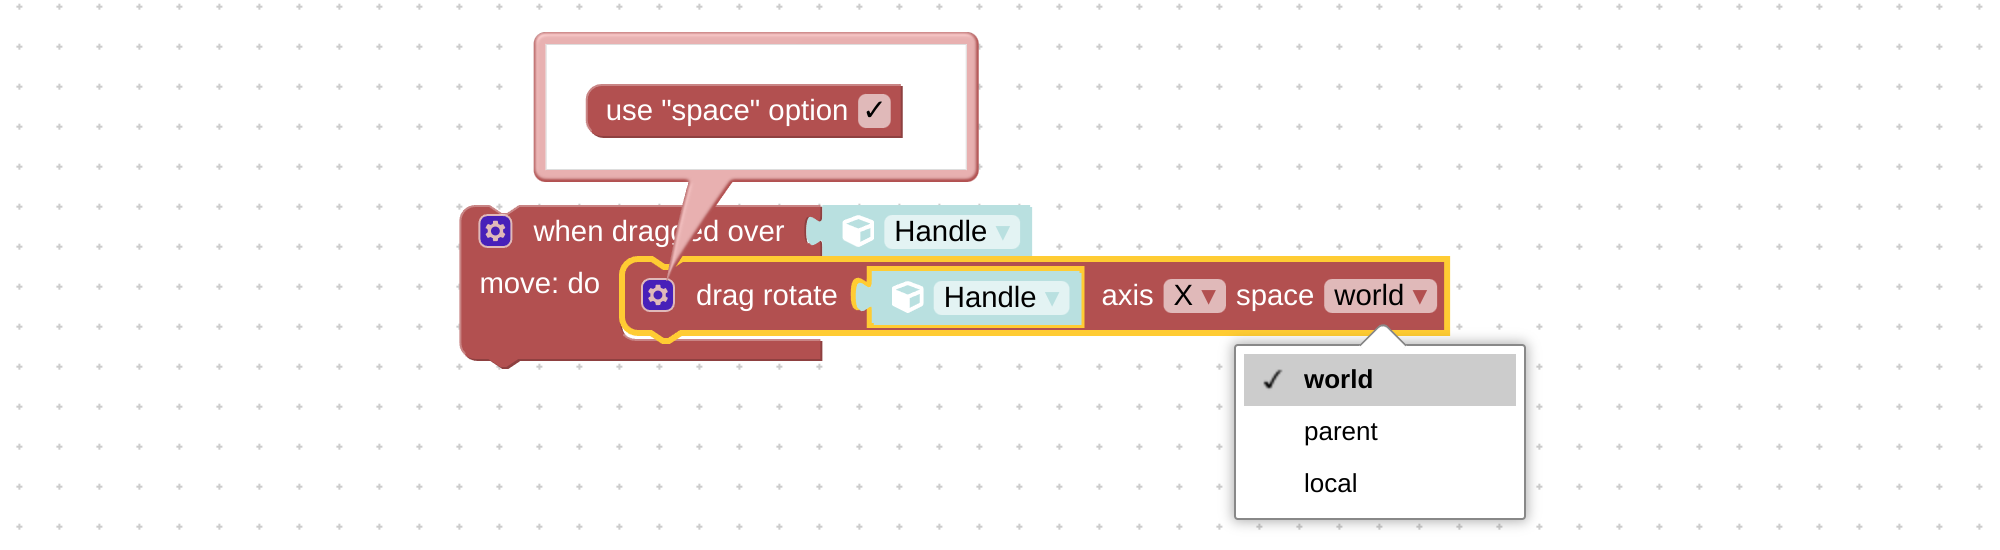 use "space" option ✓
when dragged over Handle ▾
move: do drag rotate Handle ▾ axis X ▾ space world ▾
✓ world
parent
local